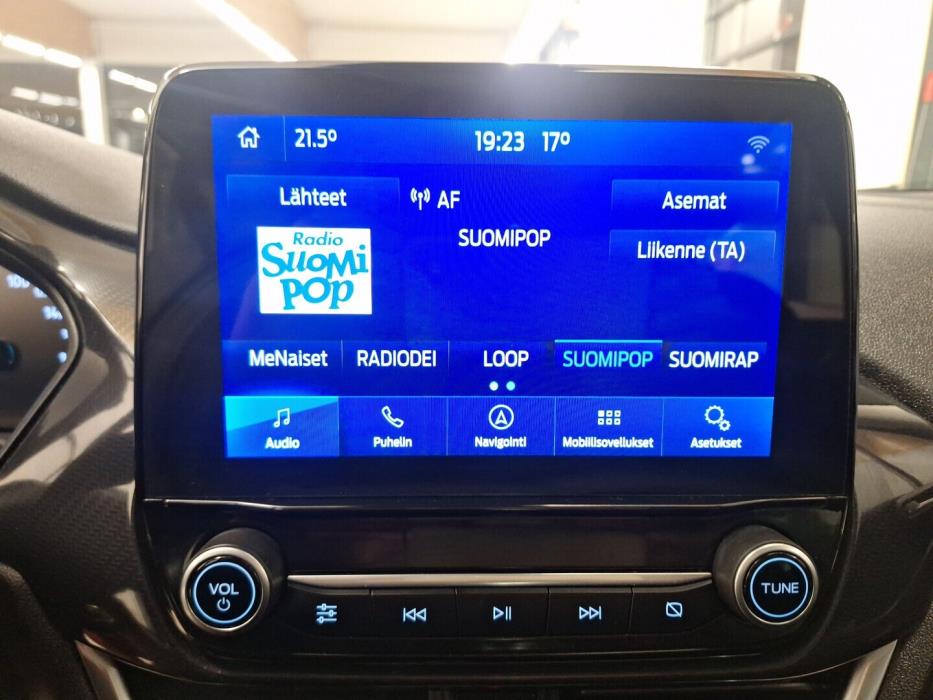 21.5°
19:23 17°
Lähteet
AF
Asemat
SUOMIPOP
Liikenne (TA)
Radio
SUOMI
POP
MeNaiset
RADIODEI
LOOP
SUOMIPOP
SUOMIRAP
Audio
Puhelin
Navigointi
Mobiilisovellukset
Asetukset
VOL
TUNE